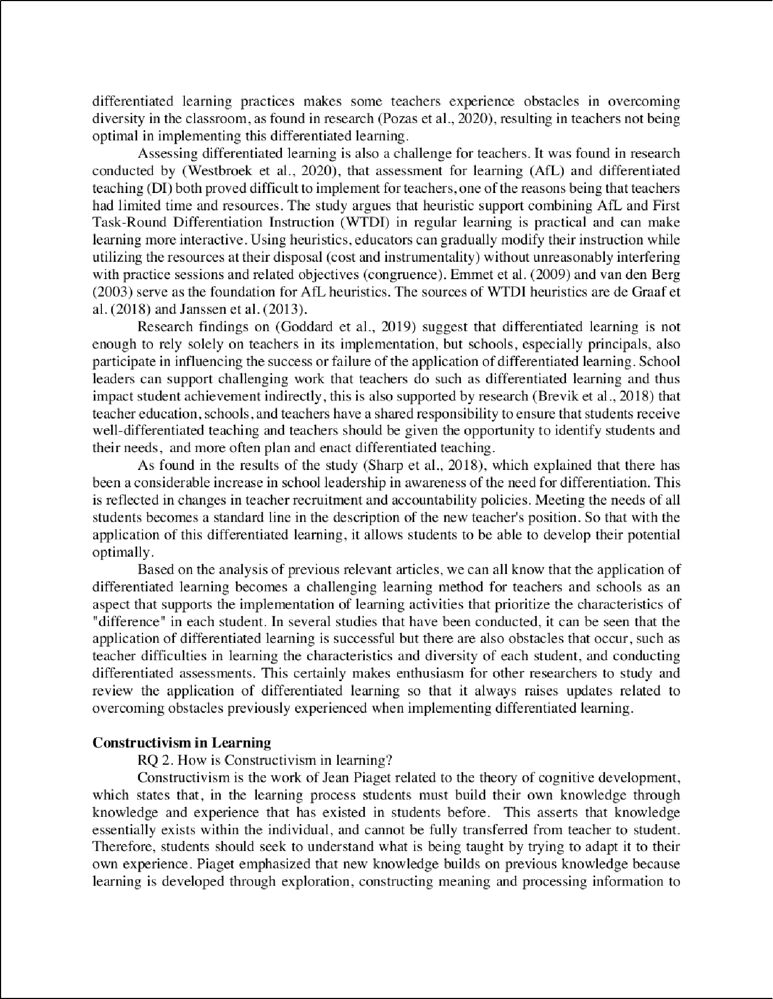 differentiated learning practices makes some teachers experience obstacles in overcoming
diversity in the classroom, as found in research (Pozas et al., 2020), resulting in teachers not being
optimal in implementing this differentiated learning.
Assessing differentiated learning is also a challenge for teachers. It was found in research
conducted by (Westbroek et al., 2020), that assessment for learning (AfL) and differentiated
teaching (DI) both proved difficult to implement for teachers, one of the reasons being that teachers
had limited time and resources. The study argues that heuristic support combining AfL and First
Task-Round Differentiation Instruction (WTDI) in regular learning is practical and can make
learning more interactive. Using heuristics, educators can gradually modify their instruction while
utilizing the resources at their disposal (cost and instrumentality) without unreasonably interfering
with practice sessions and related objectives (congruence). Emmet et al. (2009) and van den Berg
(2003) serve as the foundation for AfL heuristics. The sources of WTDI heuristics are de Graaf et
al. (2018) and Janssen et al. (2013).
Research findings on (Goddard et al., 2019) suggest that differentiated learning is not
enough to rely solely on teachers in its implementation, but schools, especially principals, also
participate in influencing the success or failure of the application of differentiated learning. School
leaders can support challenging work that teachers do such as differentiated learning and thus
impact student achievement indirectly, this is also supported by research (Brevik et al., 2018) that
teacher education, schools, and teachers have a shared responsibility to ensure that students receive
well-differentiated teaching and teachers should be given the opportunity to identify students and
their needs,  and more often plan and enact differentiated teaching.
As found in the results of the study (Sharp et al., 2018), which explained that there has
been a considerable increase in school leadership in awareness of the need for differentiation. This
is reflected in changes in teacher recruitment and accountability policies. Meeting the needs of all
students becomes a standard line in the description of the new teacher's position. So that with the
application of this differentiated learning, it allows students to be able to develop their potential
optimally.
Based on the analysis of previous relevant articles, we can all know that the application of
differentiated learning becomes a challenging learning method for teachers and schools as an
aspect that supports the implementation of learning activities that prioritize the characteristics of
"difference" in each student. In several studies that have been conducted, it can be seen that the
application of differentiated learning is successful but there are also obstacles that occur, such as
teacher difficulties in learning the characteristics and diversity of each student, and conducting
differentiated assessments. This certainly makes enthusiasm for other researchers to study and
review the application of differentiated learning so that it always raises updates related to
overcoming obstacles previously experienced when implementing differentiated learning.
Constructivism in Learning
RQ 2. How is Constructivism in learning?
Constructivism is the work of Jean Piaget related to the theory of cognitive development,
which states that, in the learning process students must build their own knowledge through
knowledge and experience that has existed in students before.  This asserts that knowledge
essentially exists within the individual, and cannot be fully transferred from teacher to student.
Therefore, students should seek to understand what is being taught by trying to adapt it to their
own experience. Piaget emphasized that new knowledge builds on previous knowledge because
learning is developed through exploration, constructing meaning and processing information to